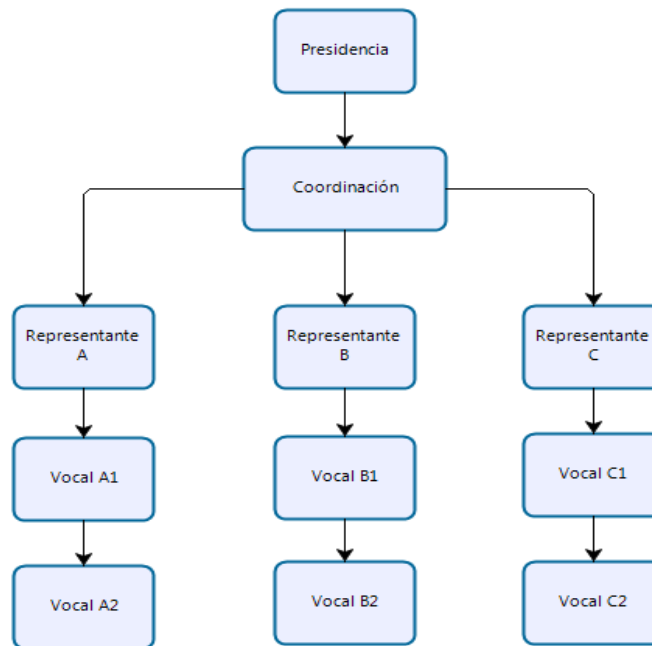 Presidencia
Coordinación
Representante
A
Representante
B
Representante
C
Vocal A1
Vocal B1
Vocal C1
Vocal A2
Vocal B2
Vocal C2